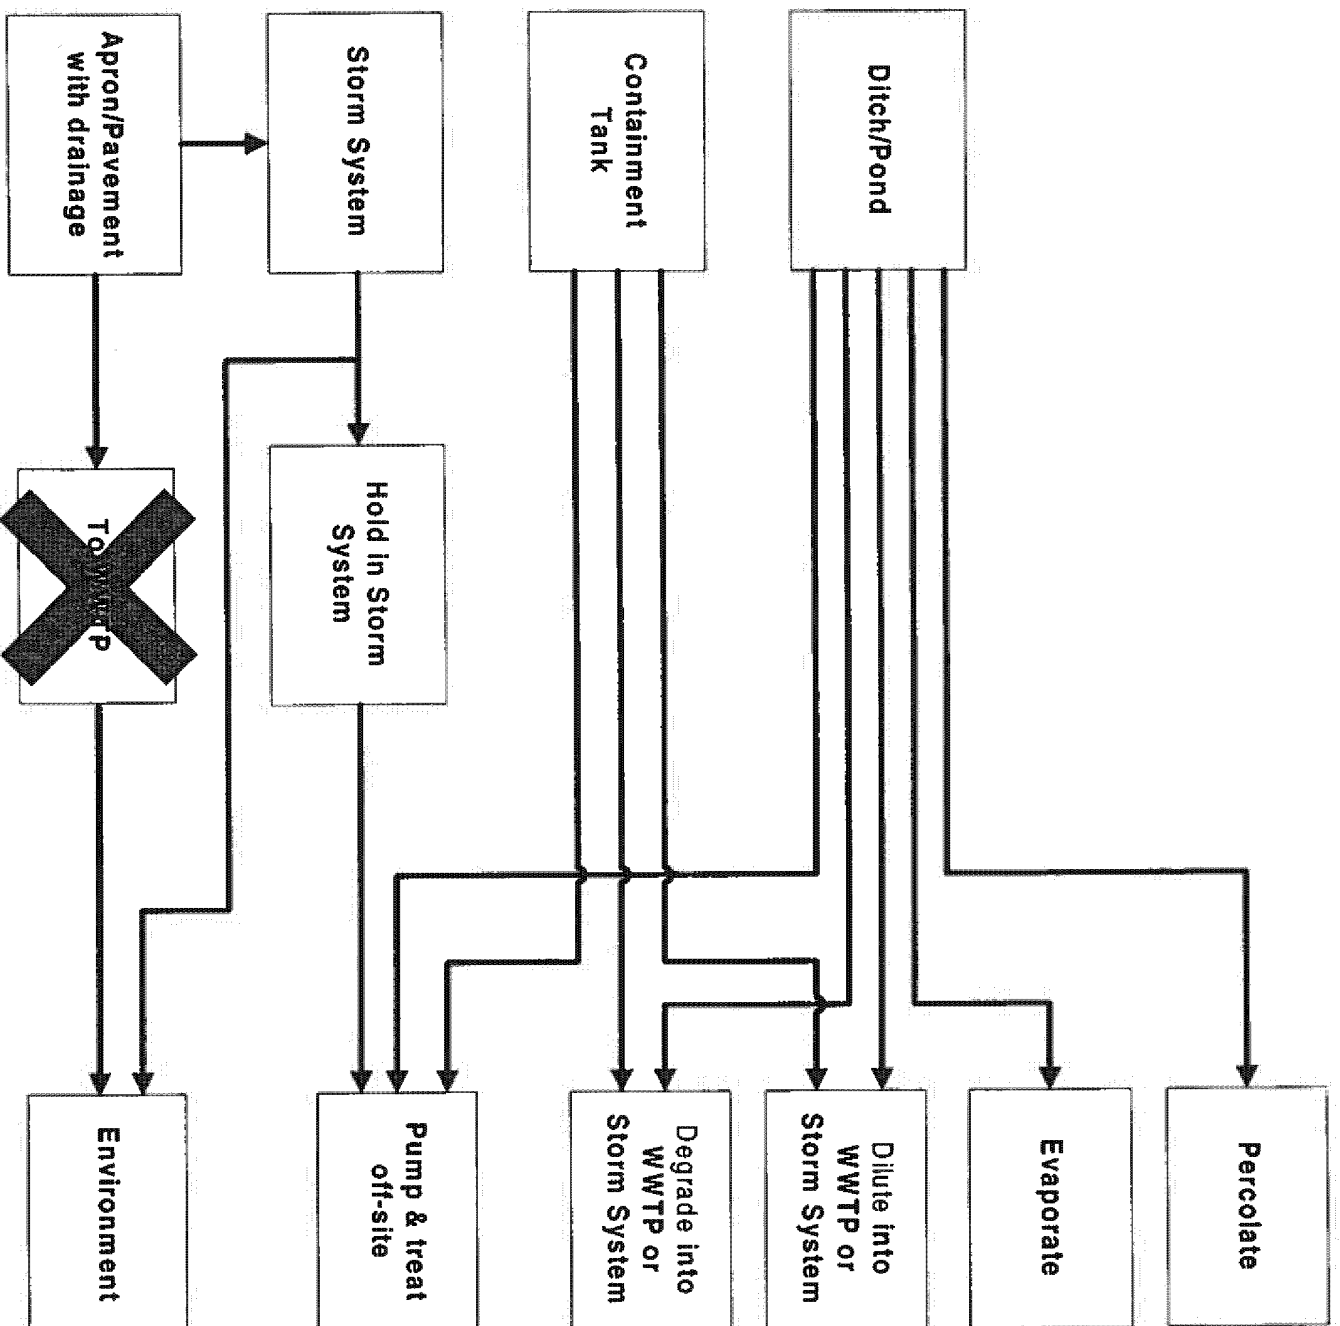 Percolate
Evaporate
Ditch/Pond
Dilute into
WWTP or
Storm System
Containment
Tank
Degrade into
WWTP or
Storm System
Storm System
Hold in Storm
System
Pump & treat
off-site
Apron/Pavement
with drainage
To WWTP
Environment